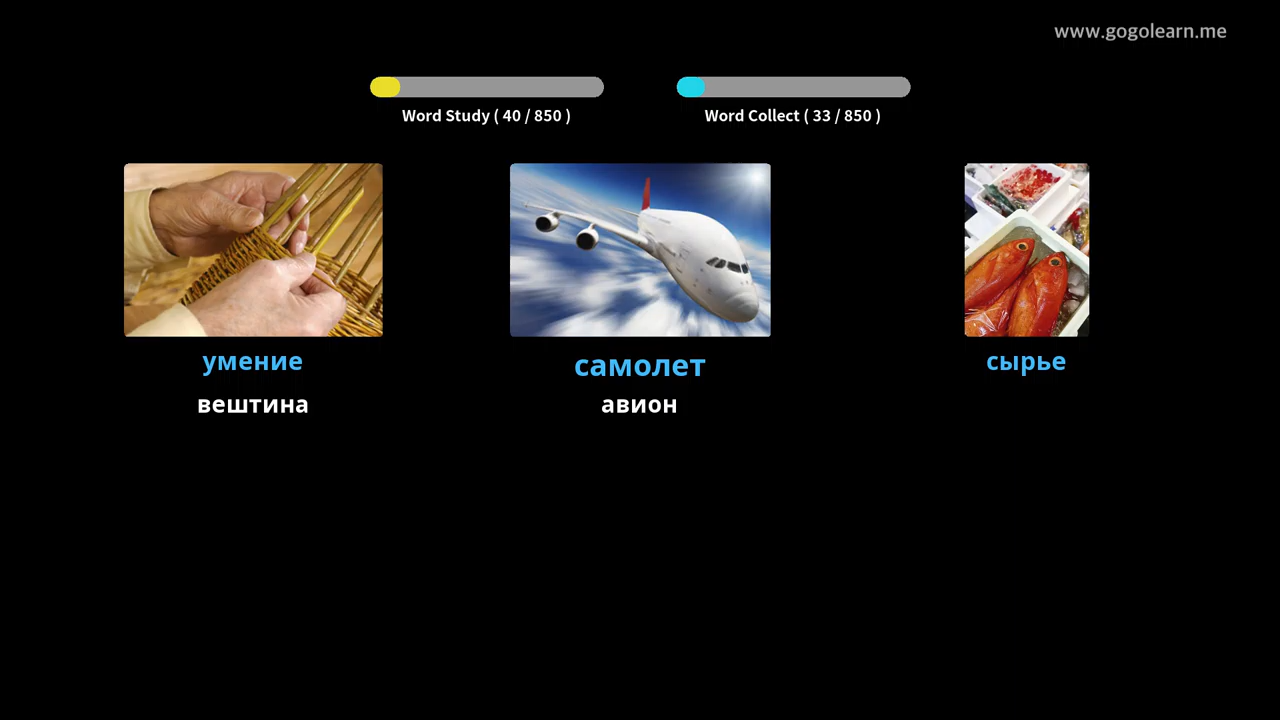 www.gogolearn.me
Word Study ( 40 / 850 )
Word Collect ( 33 / 850 )
умение
самолет
сырье
вештина
авион